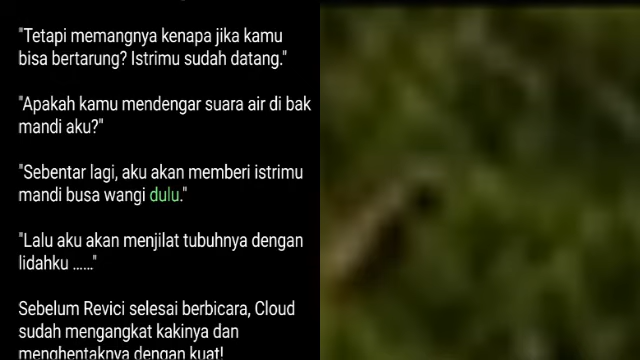 "Tetapi memangnya kenapa jika kamu
bisa bertarung? Istrimu sudah datang."
"Apakah kamu mendengar suara air di bak
mandi aku?"
"Sebentar lagi, aku akan memberi istrimu
mandi busa wangi dulu."
"Lalu aku akan menjilat tubuhnya dengan
lidahku ......"
Sebelum Revici selesai berbicara, Cloud
sudah mengangkat kakinya dan
menghentaknya dengan kuat!